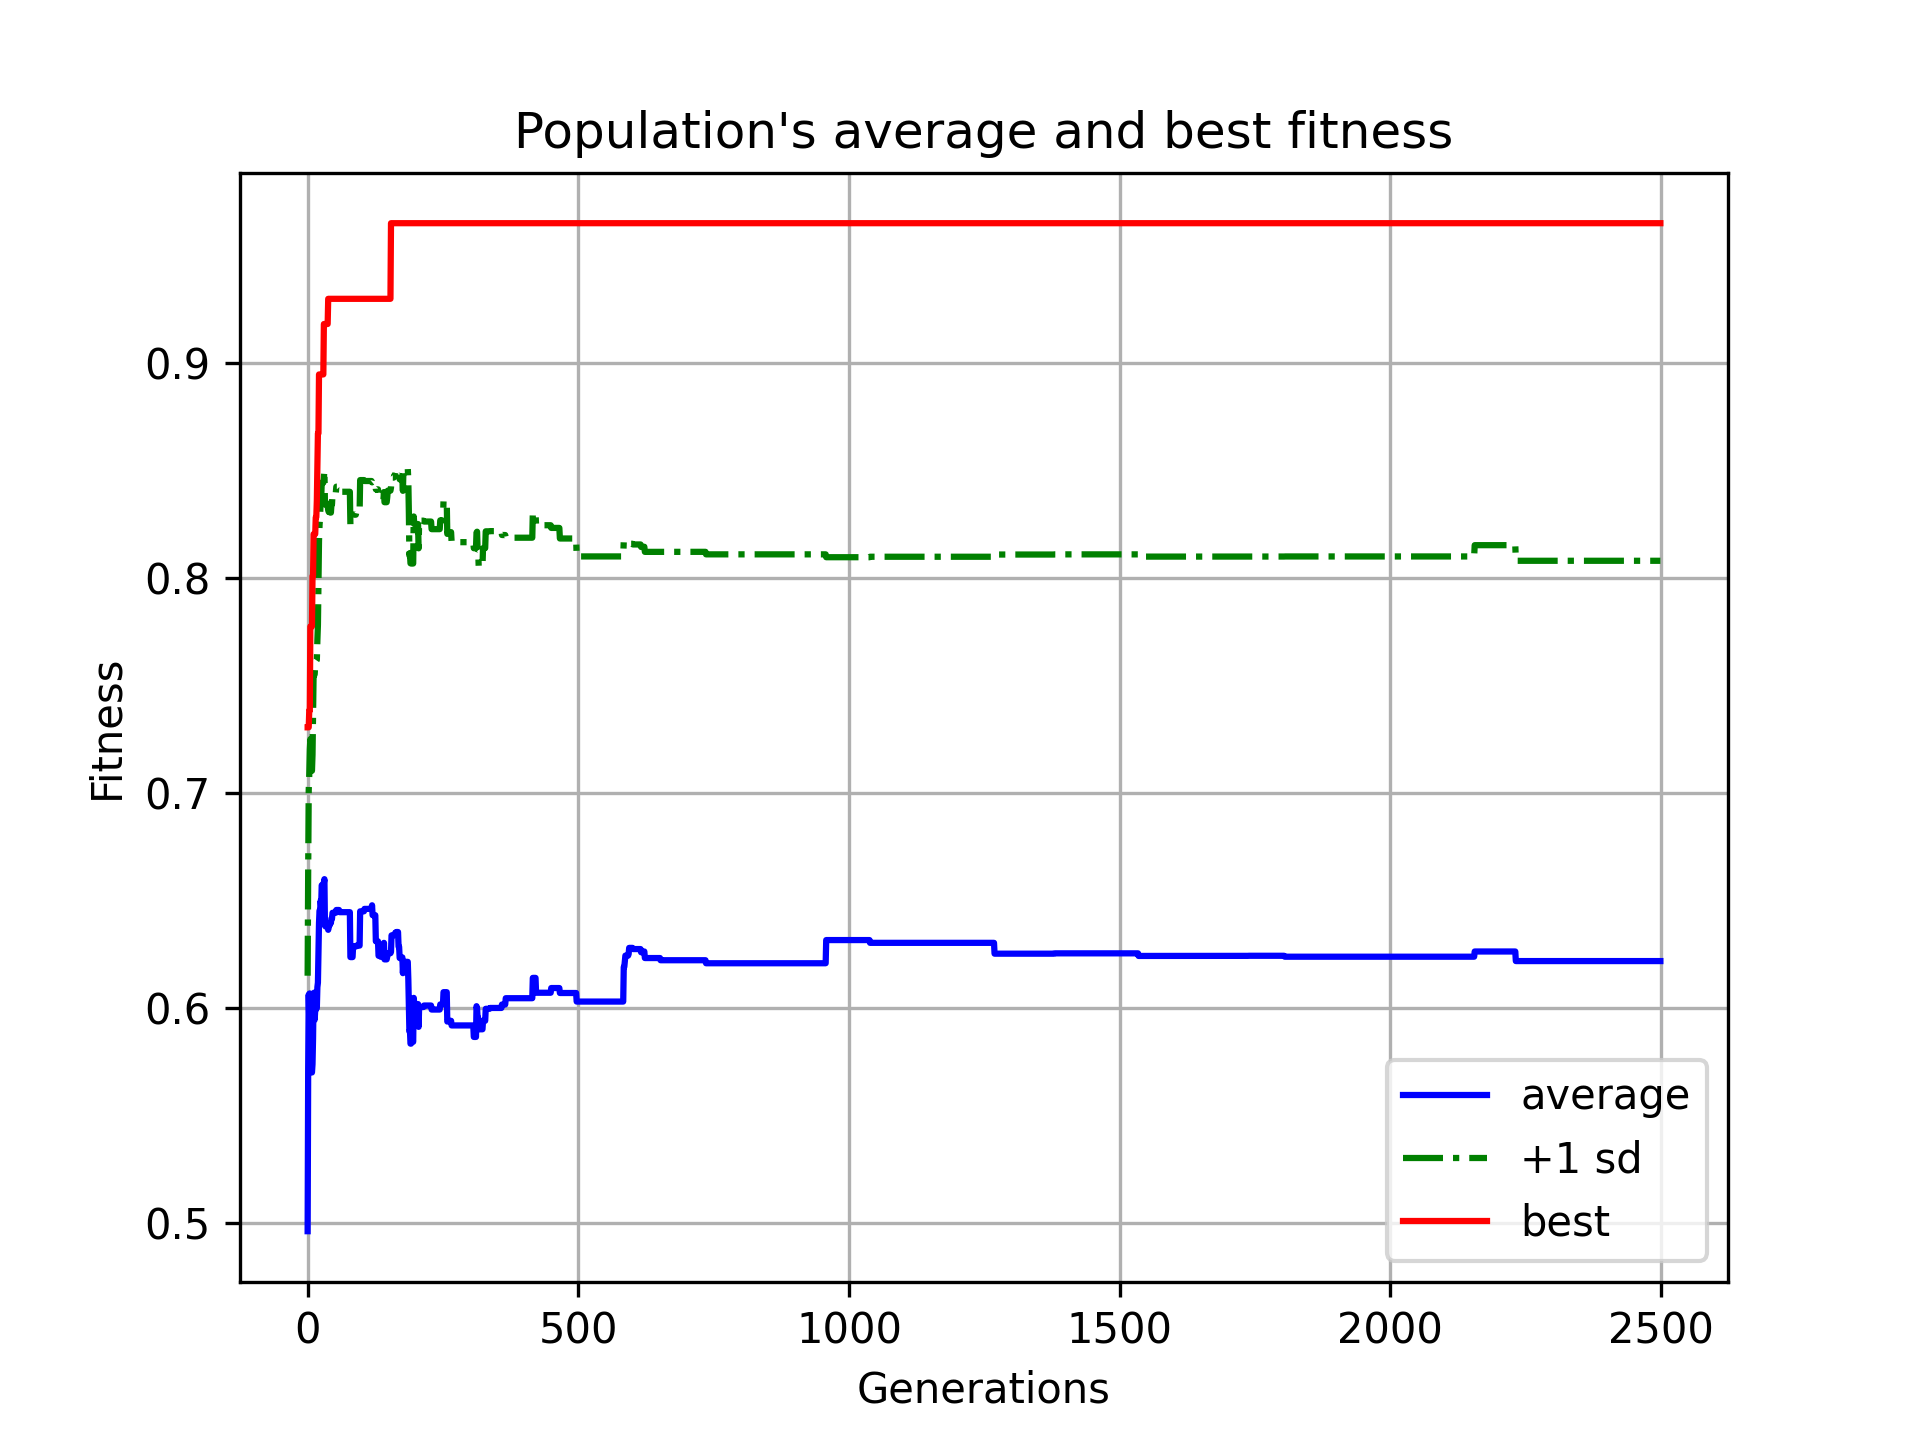 Population's average and best fitness
Fitness
0.9
0.8
0.7
0.6
0.5
0 500 1000 1500 2000 2500
Generations
average
+1 sd
best